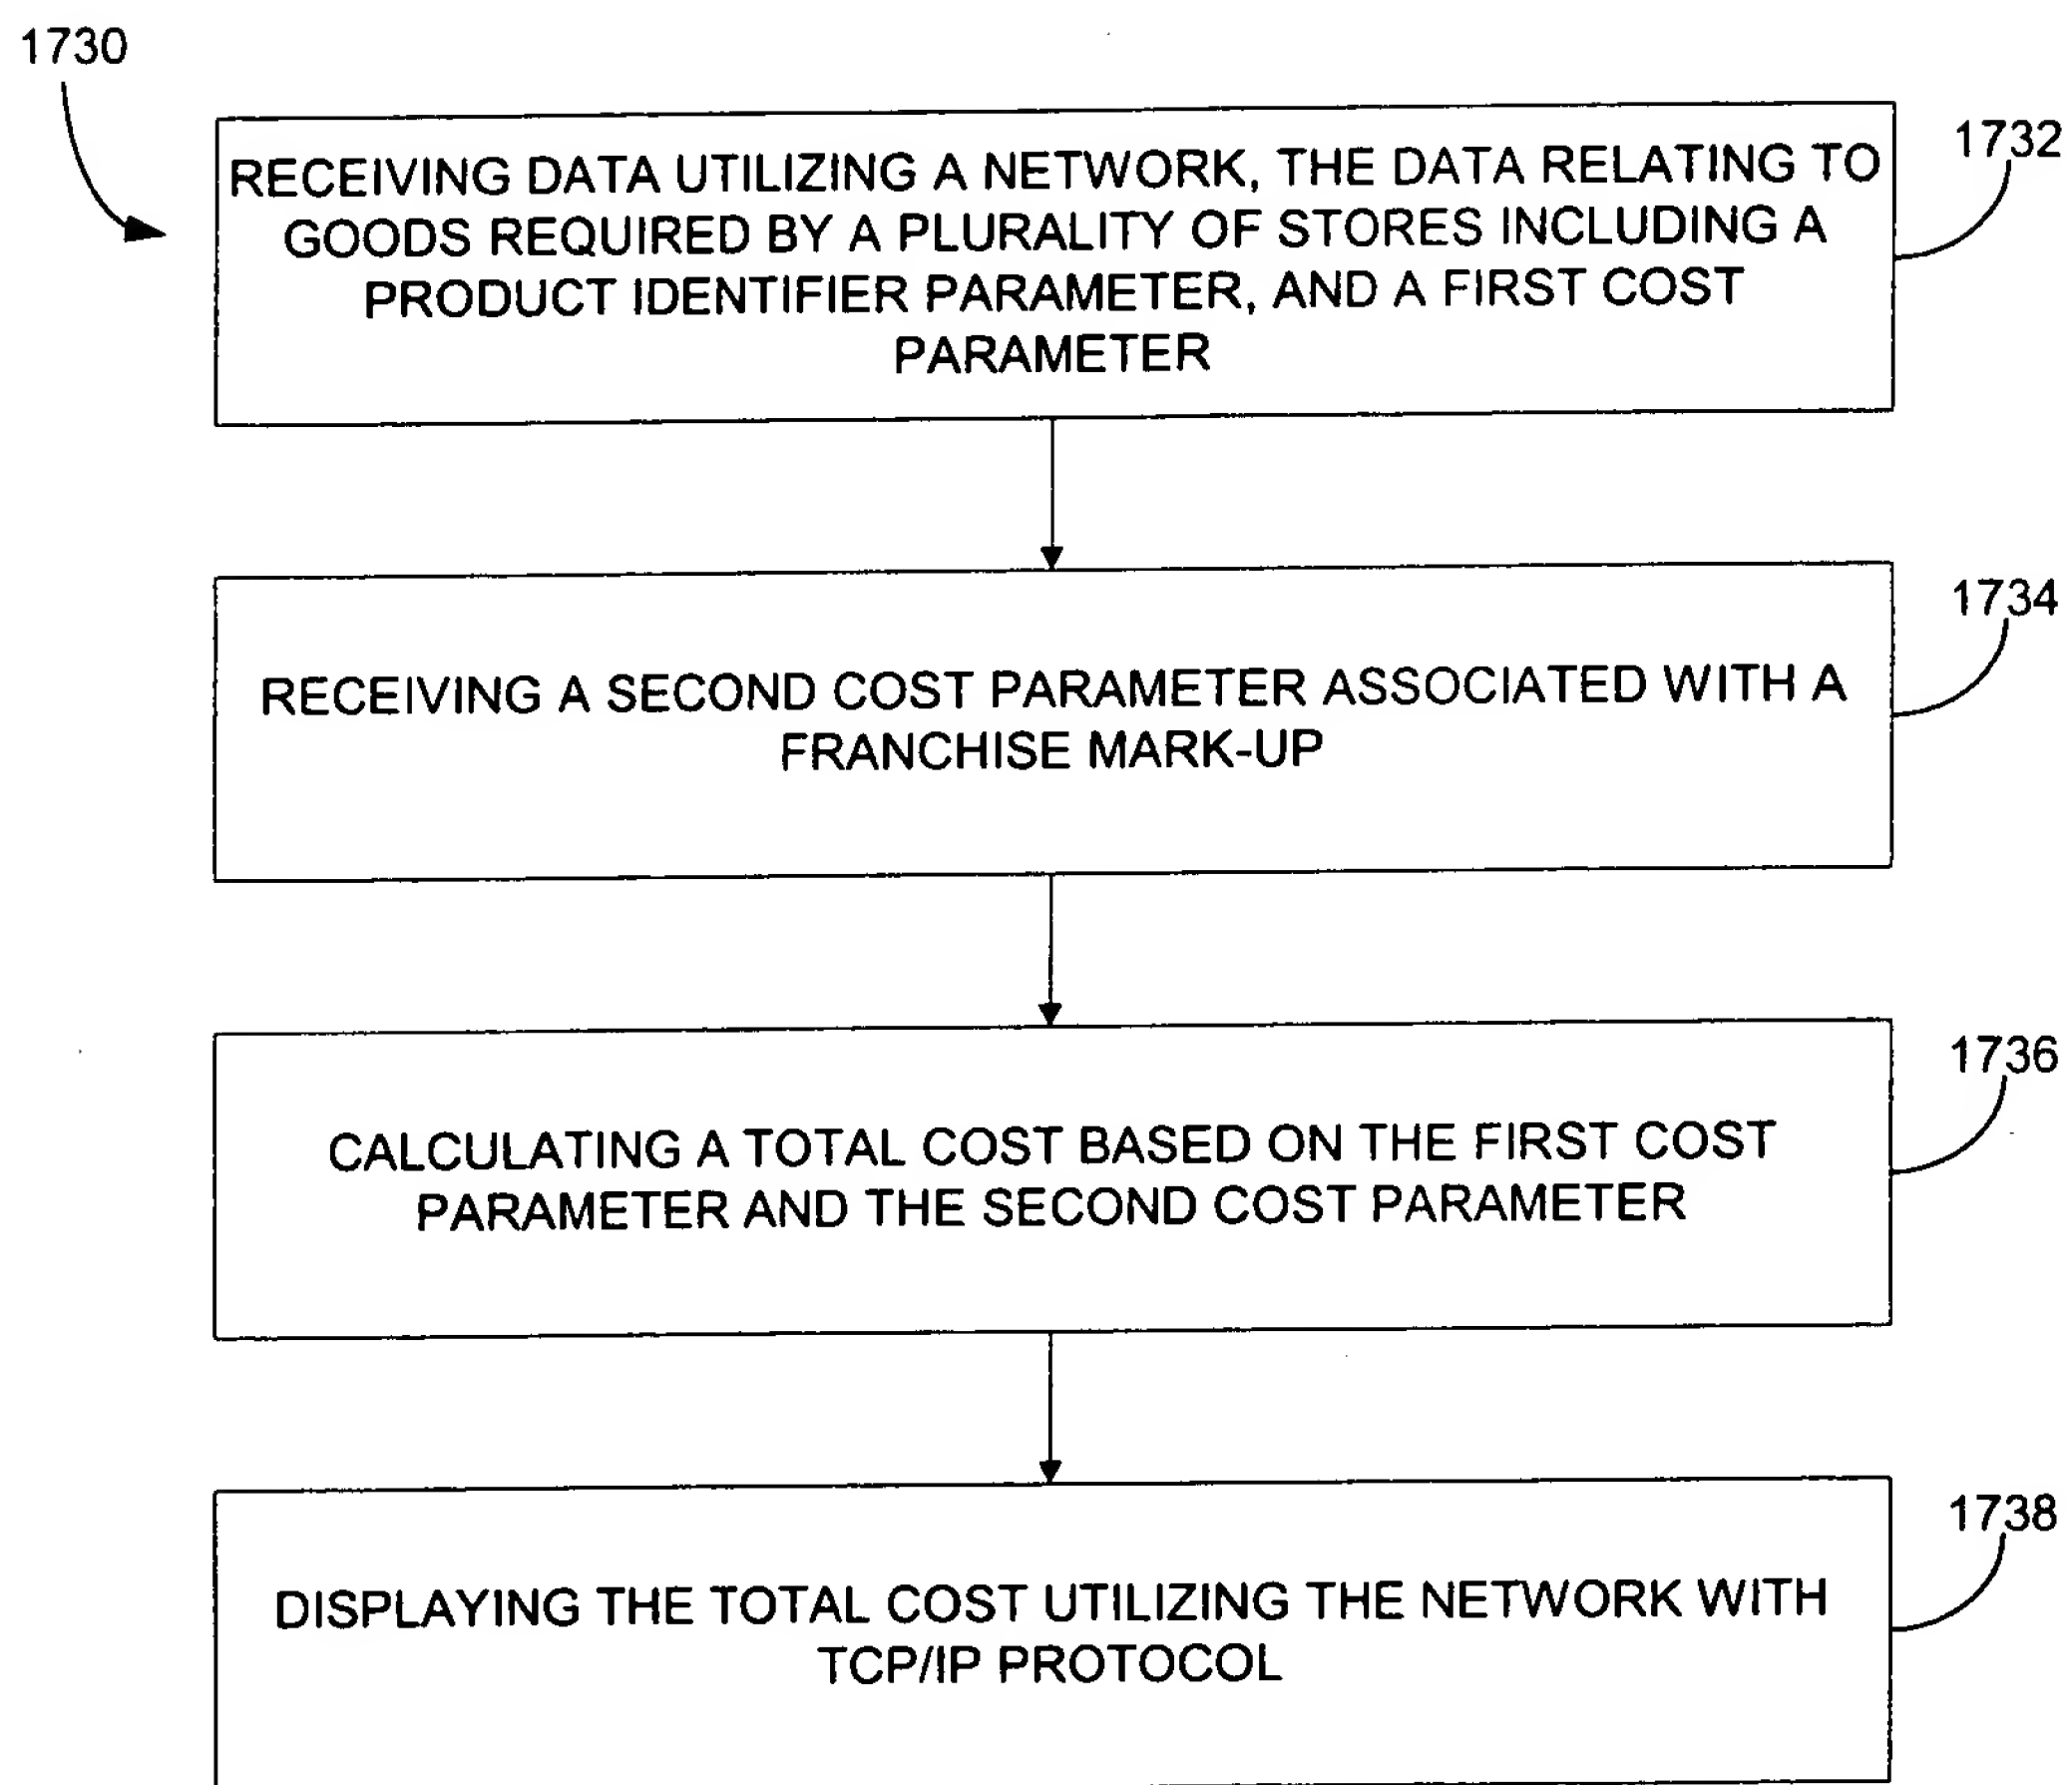 1730
1732
RECEIVING DATA UTILIZING A NETWORK, THE DATA RELATING TO
GOODS REQUIRED BY A PLURALITY OF STORES INCLUDING A
PRODUCT IDENTIFIER PARAMETER, AND A FIRST COST
PARAMETER
1734
RECEIVING A SECOND COST PARAMETER ASSOCIATED WITH A
FRANCHISE MARK-UP
1736
CALCULATING A TOTAL COST BASED ON THE FIRST COST
PARAMETER AND THE SECOND COST PARAMETER
1738
DISPLAYING THE TOTAL COST UTILIZING THE NETWORK WITH
TCP/IP PROTOCOL